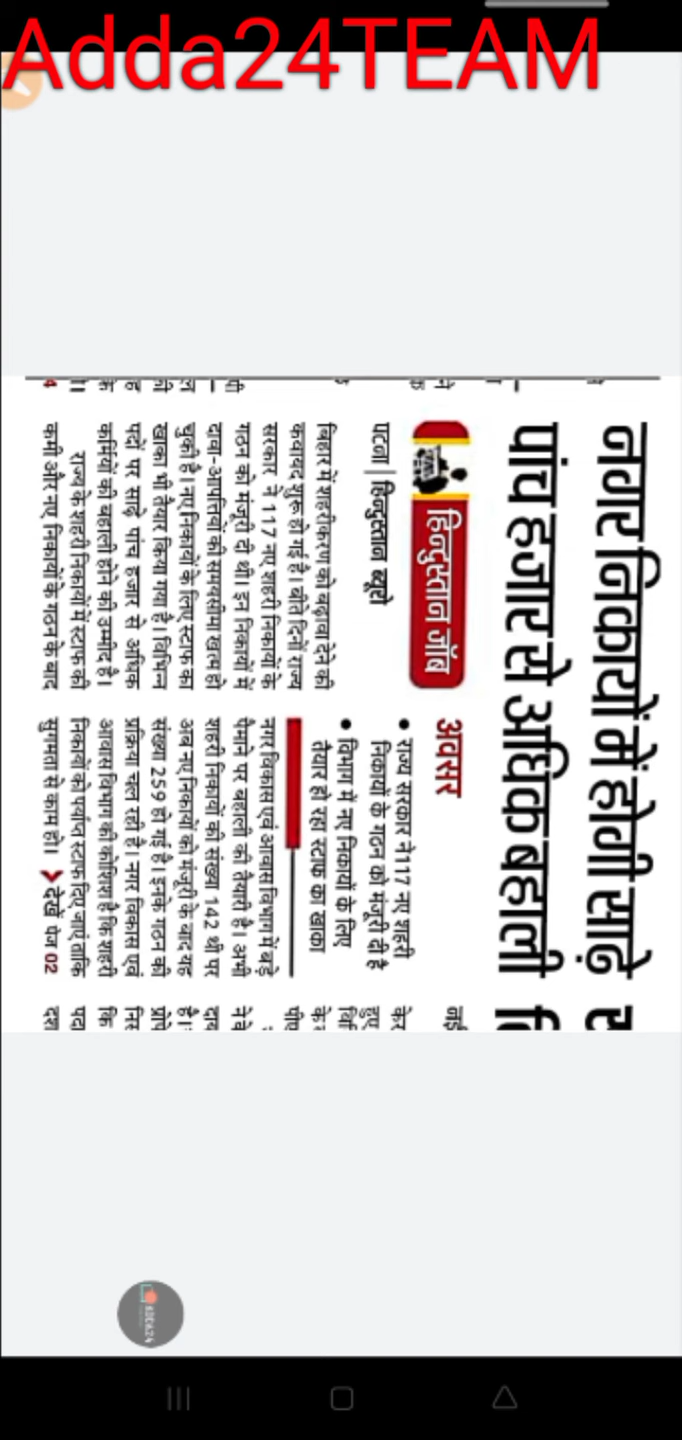 Adda24TEAM
नगर निकायों में होगी साढ़े
पांच हजार से अधिक बहाली
हिन्दुस्तान जॉब
पटना | हिन्दुस्तान ब्यूरो
बिहार में शहरीकरण को बढ़ावा देने की
कवायद शुरू हो गई है। बीते दिनों राज्य
सरकार ने 117 नए शहरी निकायों के
गठन को मंजूरी दी थी। इन निकायों में
दावा-आपत्तियों की समयसीमा खत्म हो
चुकी है। नए निकायों के लिए स्टाफ का
खाका भी तैयार किया गया है। विभिन्न
पदों पर साढ़े पांच हजार से अधिक
कर्मियों की बहाली होने की उम्मीद है।
राज्य के शहरी निकायों में स्टाफ की
कमी और नए निकायों के गठन के बाद
अवसर
• राज्य सरकार ने117 नए शहरी
निकायों के गठन को मंजूरी दी है
• विभाग में नए निकायों के लिए
तैयार हो रहा स्टाफ का खाका
नगर विकास एवं आवास विभाग में बड़े
पैमाने पर बहाली की तैयारी है। अभी
शहरी निकायों की संख्या 142 थी पर
अब नए निकायों को मंजूरी के बाद यह
संख्या 259 हो गई है। इनके गठन की
प्रक्रिया चल रही है। नगर विकास एवं
आवास विभाग की कोशिश है कि शहरी
निकायों को पर्याप्त स्टाफ दिए जाएं ताकि
सुगमता से काम हो। ❯ देखें पेज 02